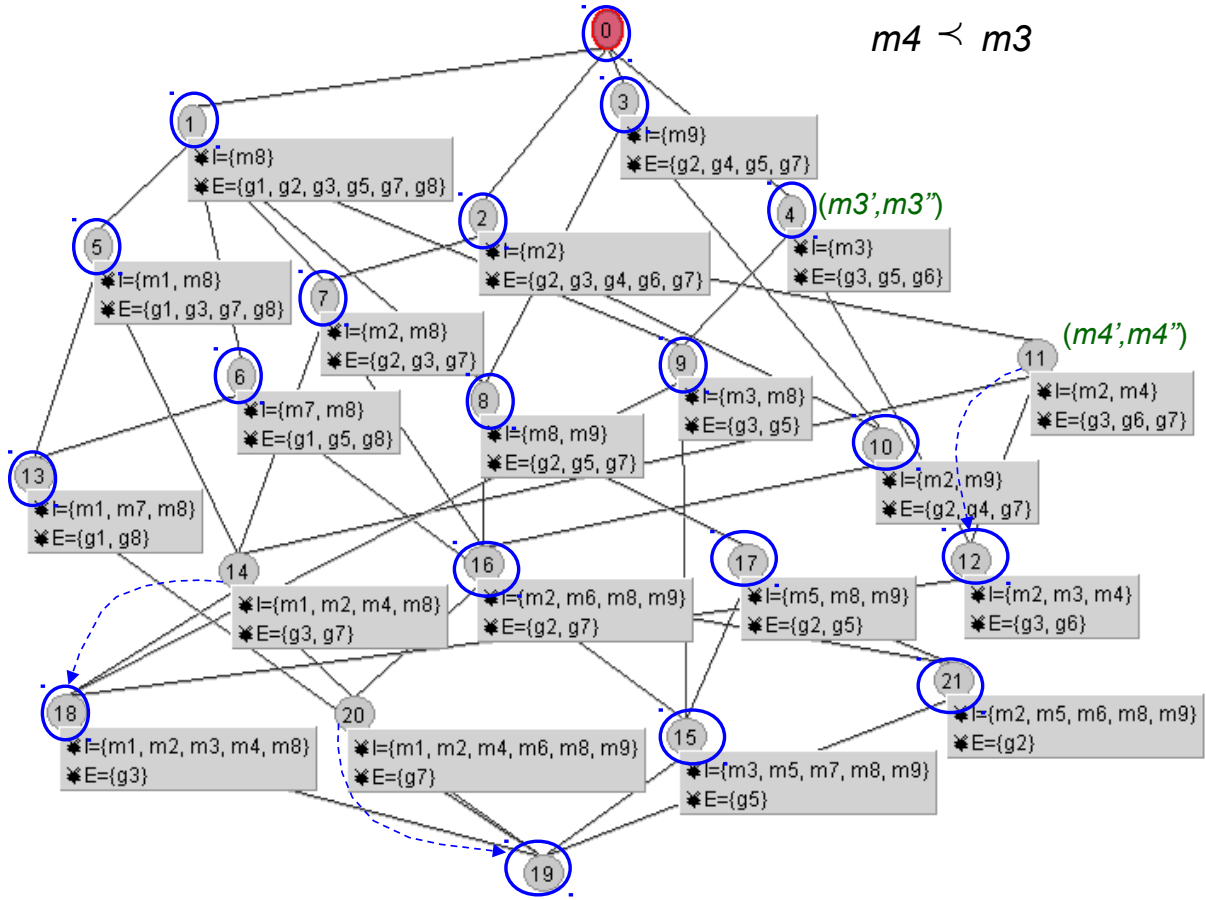 0
m4 ≺ m3
3
1
I={m9}
E={g2, g4, g5, g7}
I={m8}
E={g1, g2, g3, g5, g7, g8}
2
4
(m3',m3")
I={m2}
E={g2, g3, g4, g6, g7}
I={m3}
E={g3, g5, g6}
5
I={m1, m8}
E={g1, g3, g7, g8}
7
I={m2, m8}
E={g2, g3, g7}
(m4',m4")
11
I={m2, m4}
E={g3, g6, g7}
9
I={m3, m8}
E={g3, g5}
6
I={m7, m8}
E={g1, g5, g8}
8
I={m8, m9}
E={g2, g5, g7}
10
I={m2, m9}
E={g2, g4, g7}
13
I={m1, m7, m8}
E={g1, g8}
14
I={m1, m2, m4, m8}
E={g3, g7}
16
I={m2, m6, m8, m9}
E={g2, g7}
17
I={m5, m8, m9}
E={g2, g5}
12
I={m2, m3, m4}
E={g3, g6}
18
I={m1, m2, m3, m4, m8}
E={g3}
20
I={m1, m2, m4, m6, m8, m9}
E={g7}
15
I={m3, m5, m7, m8, m9}
E={g5}
21
I={m2, m5, m6, m8, m9}
E={g2}
19